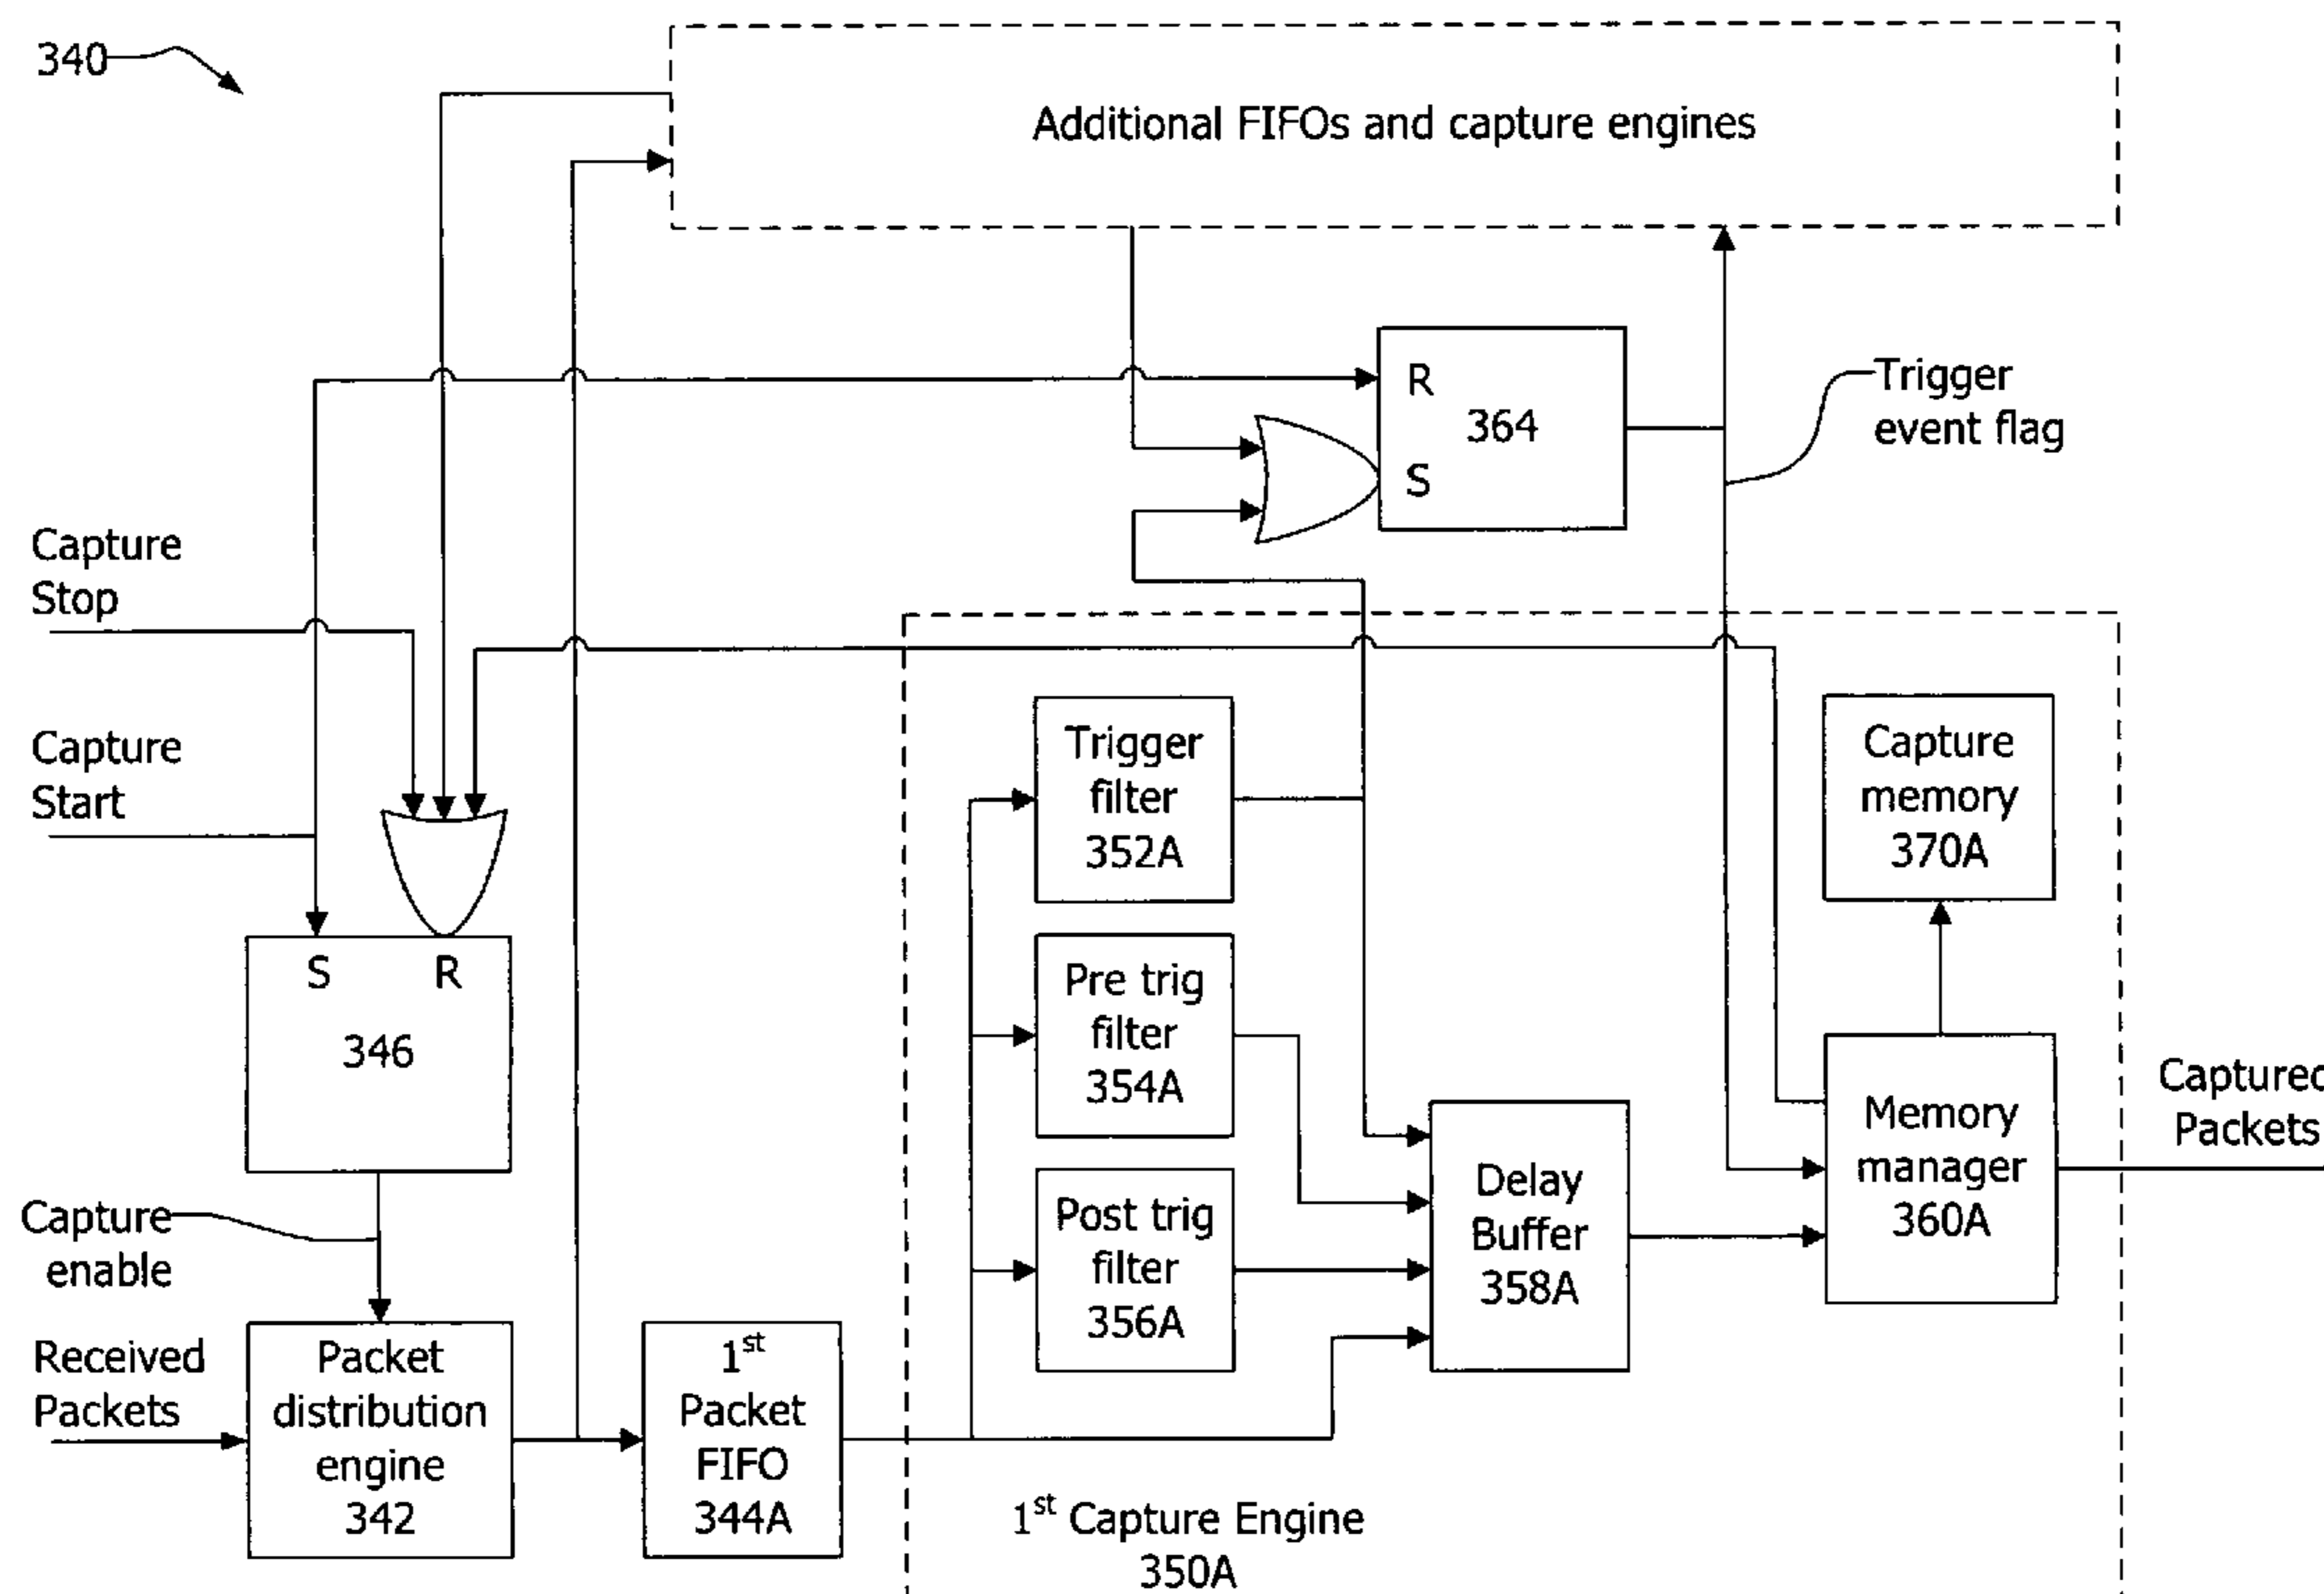 340
Additional FIFOs and capture engines
R
364
S
Trigger
event flag
Capture
Stop
Capture
Start
S R
346
Capture
enable
Received
Packets
Packet
distribution
engine
342
1st
Packet
FIFO
344A
Trigger
filter
352A
Pre trig
filter
354A
Post trig
filter
356A
Delay
Buffer
358A
Capture
memory
370A
Memory
manager
360A
Captured
Packets
1st Capture Engine
350A